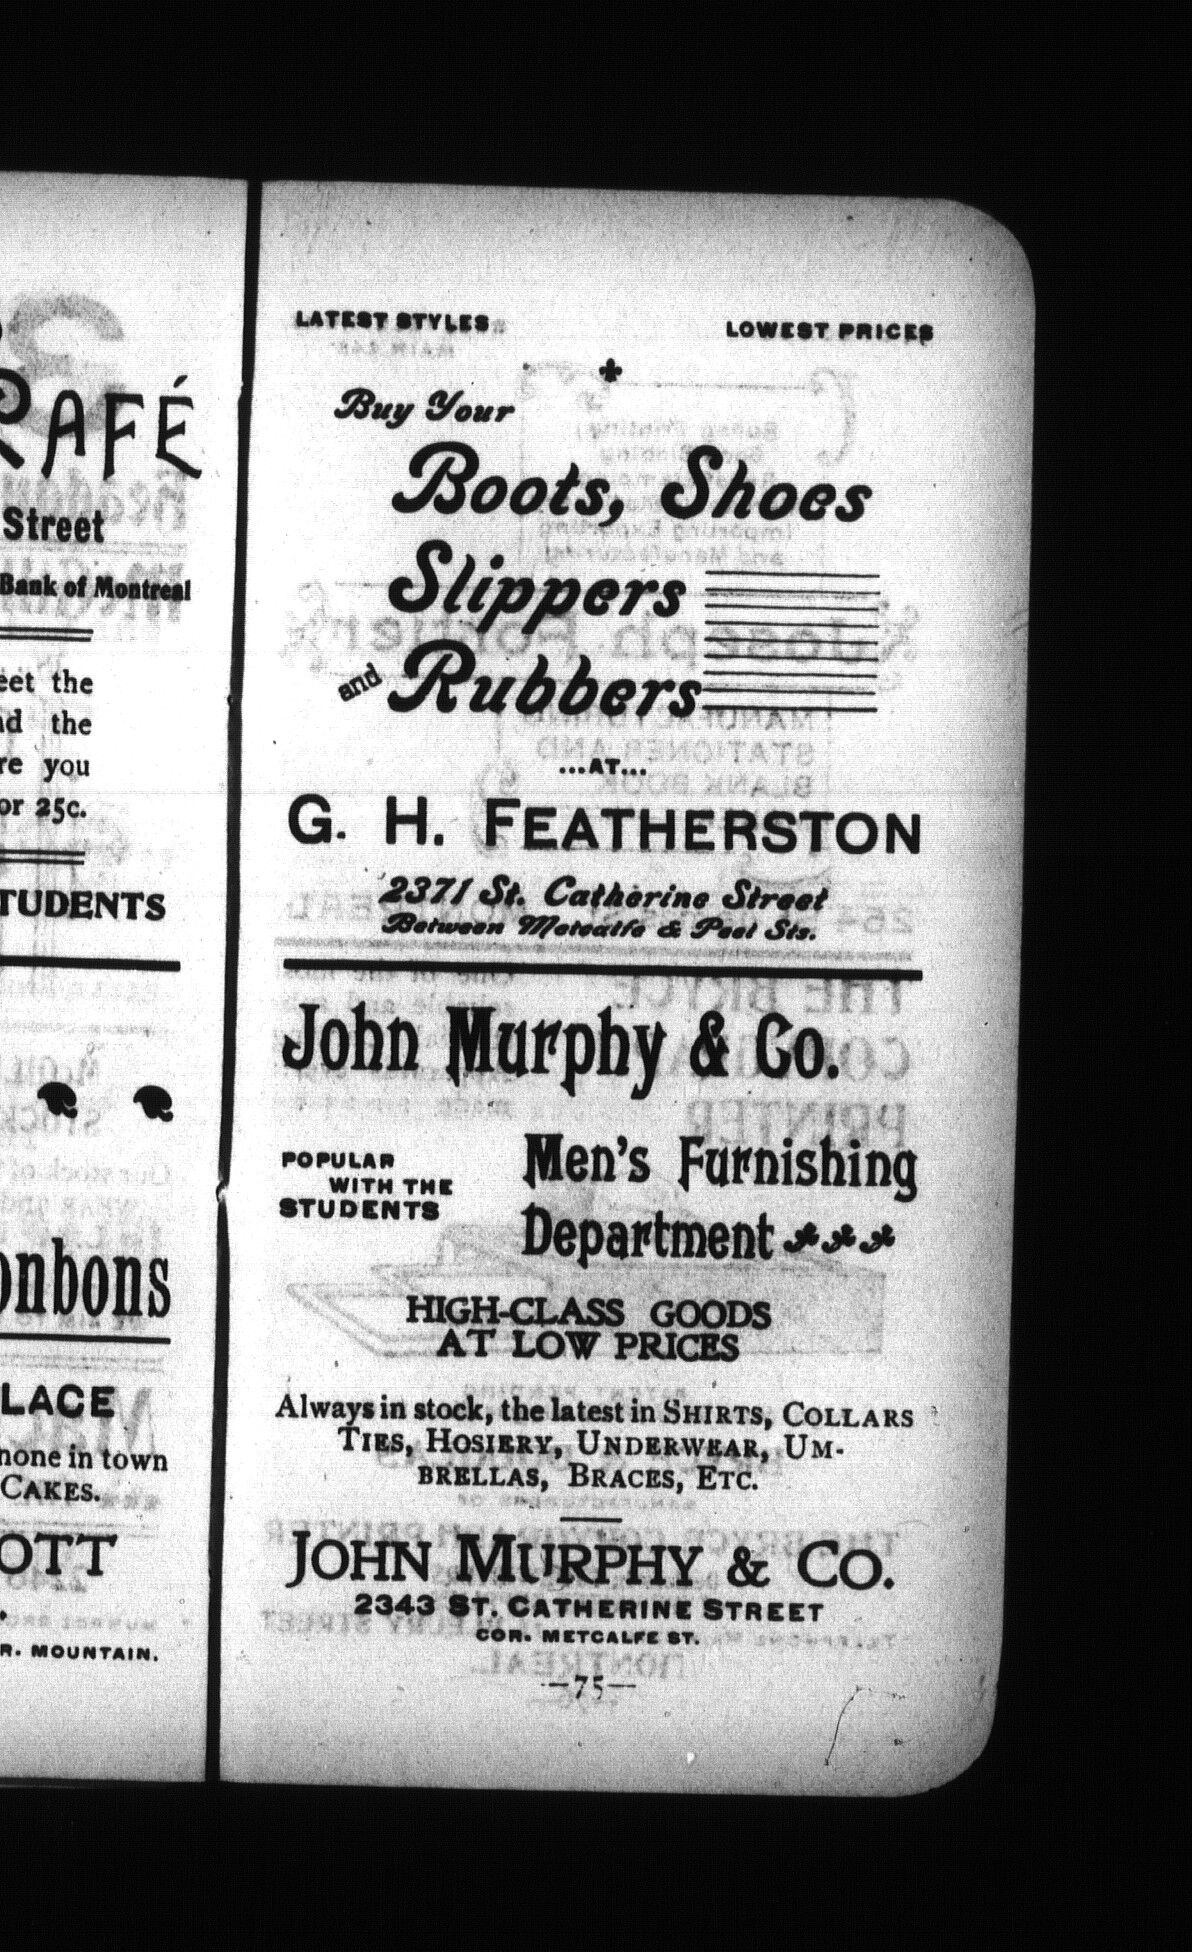 RAFÉ
Street
Bank of Montreal
the
the
you
25c.
onbons
LACE
none in town
CAKES.
OTT
R. MOUNTAIN.
LATEST STYLES
LOWEST PRICES
Buy Your
Boots, Shoes
Slippers
and Rubbers
...AT...
G. H. FEATHERSTON
2371 St. Catherine Street
Between Metcalfe & Peel Sts.
John Murphy & Co.
POPULAR
WITH THE
STUDENTS
Men's Furnishing
Department
HIGH-CLASS GOODS
AT LOW PRICES
Always in stock, the latest in SHIRTS, COLLARS
TIES, HOSIERY, UNDERWEAR, UM-
BRELLAS, BRACES, ETC.
JOHN MURPHY & CO.
2343 ST. CATHERINE STREET
COR. METCALFE ST.
—75—